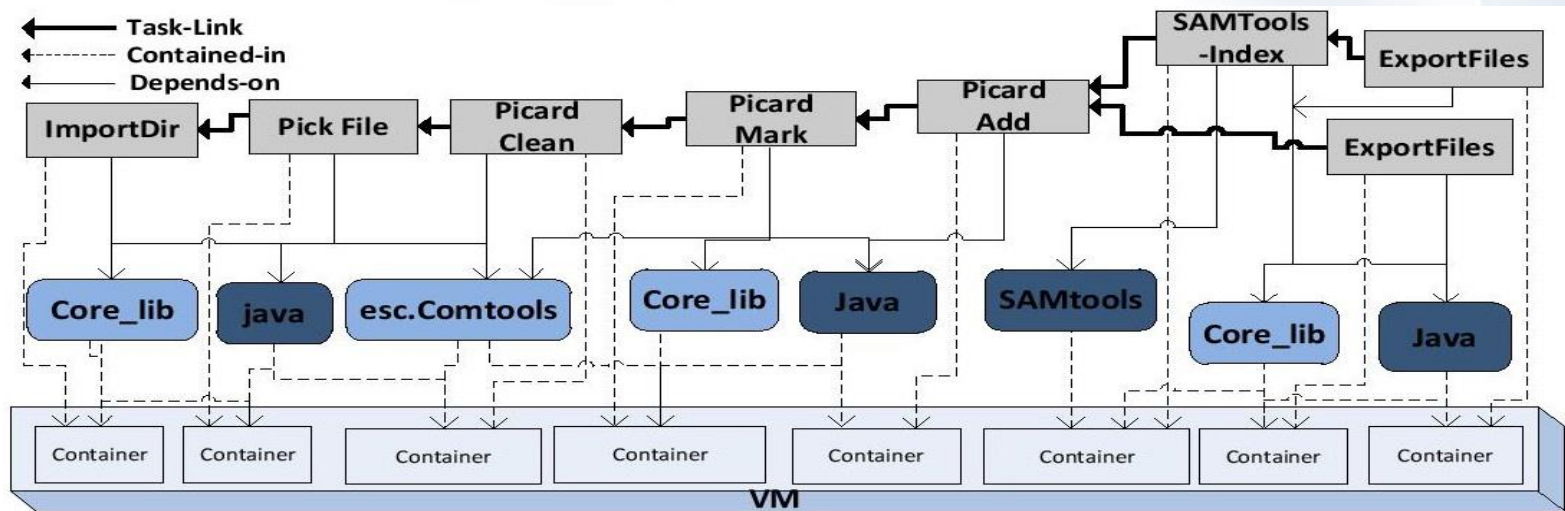 Task-Link
Contained-in
Depends-on
ImportDir
Pick File
Picard
Clean
Picard
Mark
Picard
Add
SAMTools
-Index
ExportFiles
ExportFiles
Core_lib
java
esc.Comtools
Core_lib
Java
SAMtools
Core_lib
Java
Container
Container
Container
Container
Container
Container
Container
Container
VM